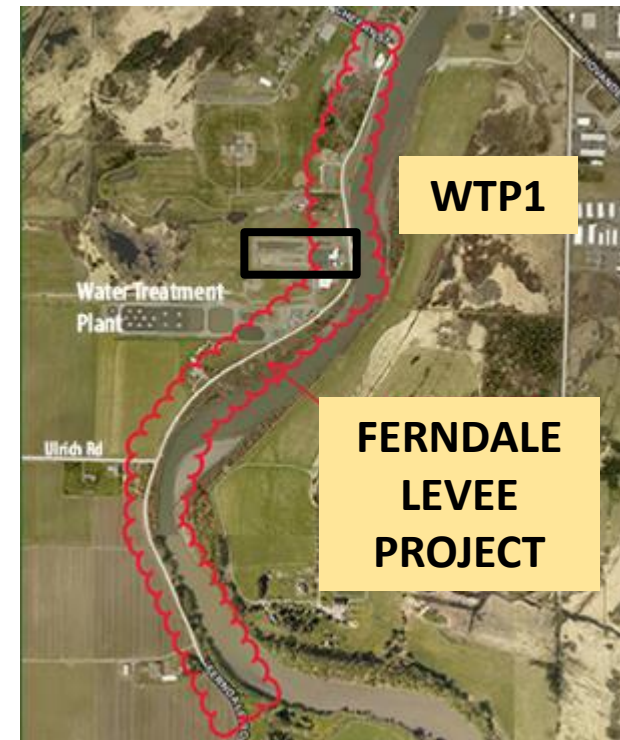 WTP1
Water Treatment
Plant
FERNDALE
LEVEE
PROJECT
Ulrich Rd